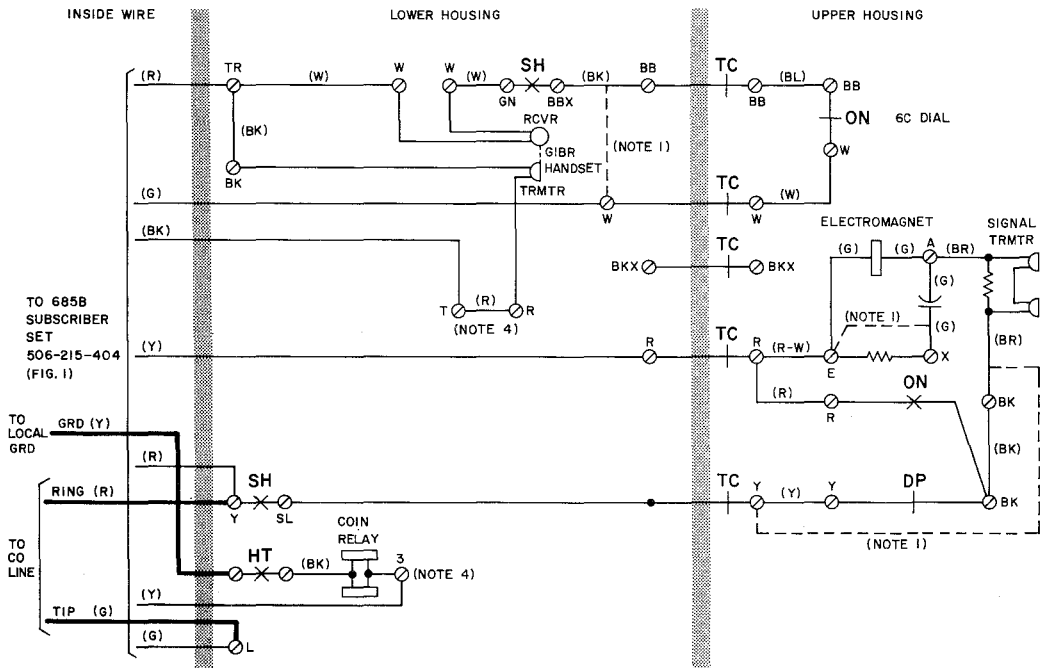 INSIDE WIRE LOWER HOUSING UPPER HOUSING
(R) TR (W) W W (W) SH (BK) BB TC (BL) BB
GN BBX BB
RCVR ON 6C DIAL
(BK) (NOTE 1)
GIBR W
HANDSET
BK TRMTR
(G) TC (W)
W W
ELECTROMAGNET SIGNAL
TRMTR
(BK) TC (G) (G) A (BR)
BKX BKX
(G)
TO 685B
SUBSCRIBER
SET
506-215-404
(FIG. 1)
T (R) R
(NOTE 4)
(NOTE 1) (G)
(BR)
(Y) R TC R (R-W) E X
(R) ON
R BK
TO
LOCAL
GRD
GRD (Y)
(BK)
(R)
RING (R) SH TC Y (Y) Y DP BK
Y SL
(NOTE 1)
TO
CO
LINE
COIN
RELAY
HT (BK) 3 (NOTE 4)
(Y)
TIP (G)
(G) L